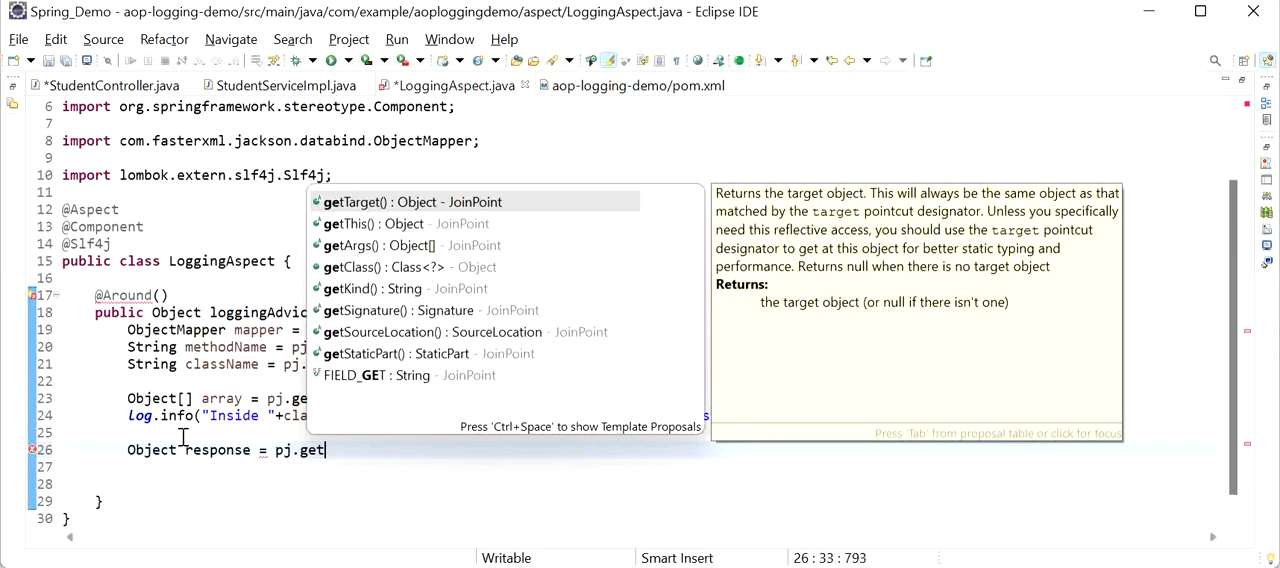 Spring_Demo - aop-logging-demo/src/main/java/com/example/aoploggingdemo/aspect/LoggingAspect.java - Eclipse IDE
File Edit Source Refactor Navigate Search Project Run Window Help
*StudentController.java StudentServiceImpl.java *LoggingAspect.java aop-logging-demo/pom.xml
6 import org.springframework.stereotype.Component;
7
8 import com.fasterxml.jackson.databind.ObjectMapper;
9
10 import lombok.extern.slf4j.Slf4j;
11
12 @Aspect
13 @Component
14 @Slf4j
15 public class LoggingAspect {
16
17 @Around()
18 public Object loggingAdvic
19 ObjectMapper mapper =
20 String methodName = pj
21 String className = pj.
22
23 Object[] array = pj.ge
24 log.info("Inside "+cla s
25
26 Object response = pj.get
27
28
29 }
30 }
getTarget() : Object - JoinPoint
getThis() : Object - JoinPoint
getArgs() : Object[] - JoinPoint
getClass() : Class<?> - Object
getKind() : String - JoinPoint
getSignature() : Signature - JoinPoint
getSourceLocation() : SourceLocation - JoinPoint
getStaticPart() : StaticPart - JoinPoint
FIELD_GET : String - JoinPoint
Press 'Ctrl+Space' to show Template Proposals
Returns the target object. This will always be the same object as that
matched by the target pointcut designator. Unless you specifically
need this reflective access, you should use the target pointcut
designator to get at this object for better static typing and
performance. Returns null when there is no target object
Returns:
the target object (or null if there isn't one)
Press 'Tab' from proposal table or click for focus
Writable Smart Insert 26 : 33 : 793